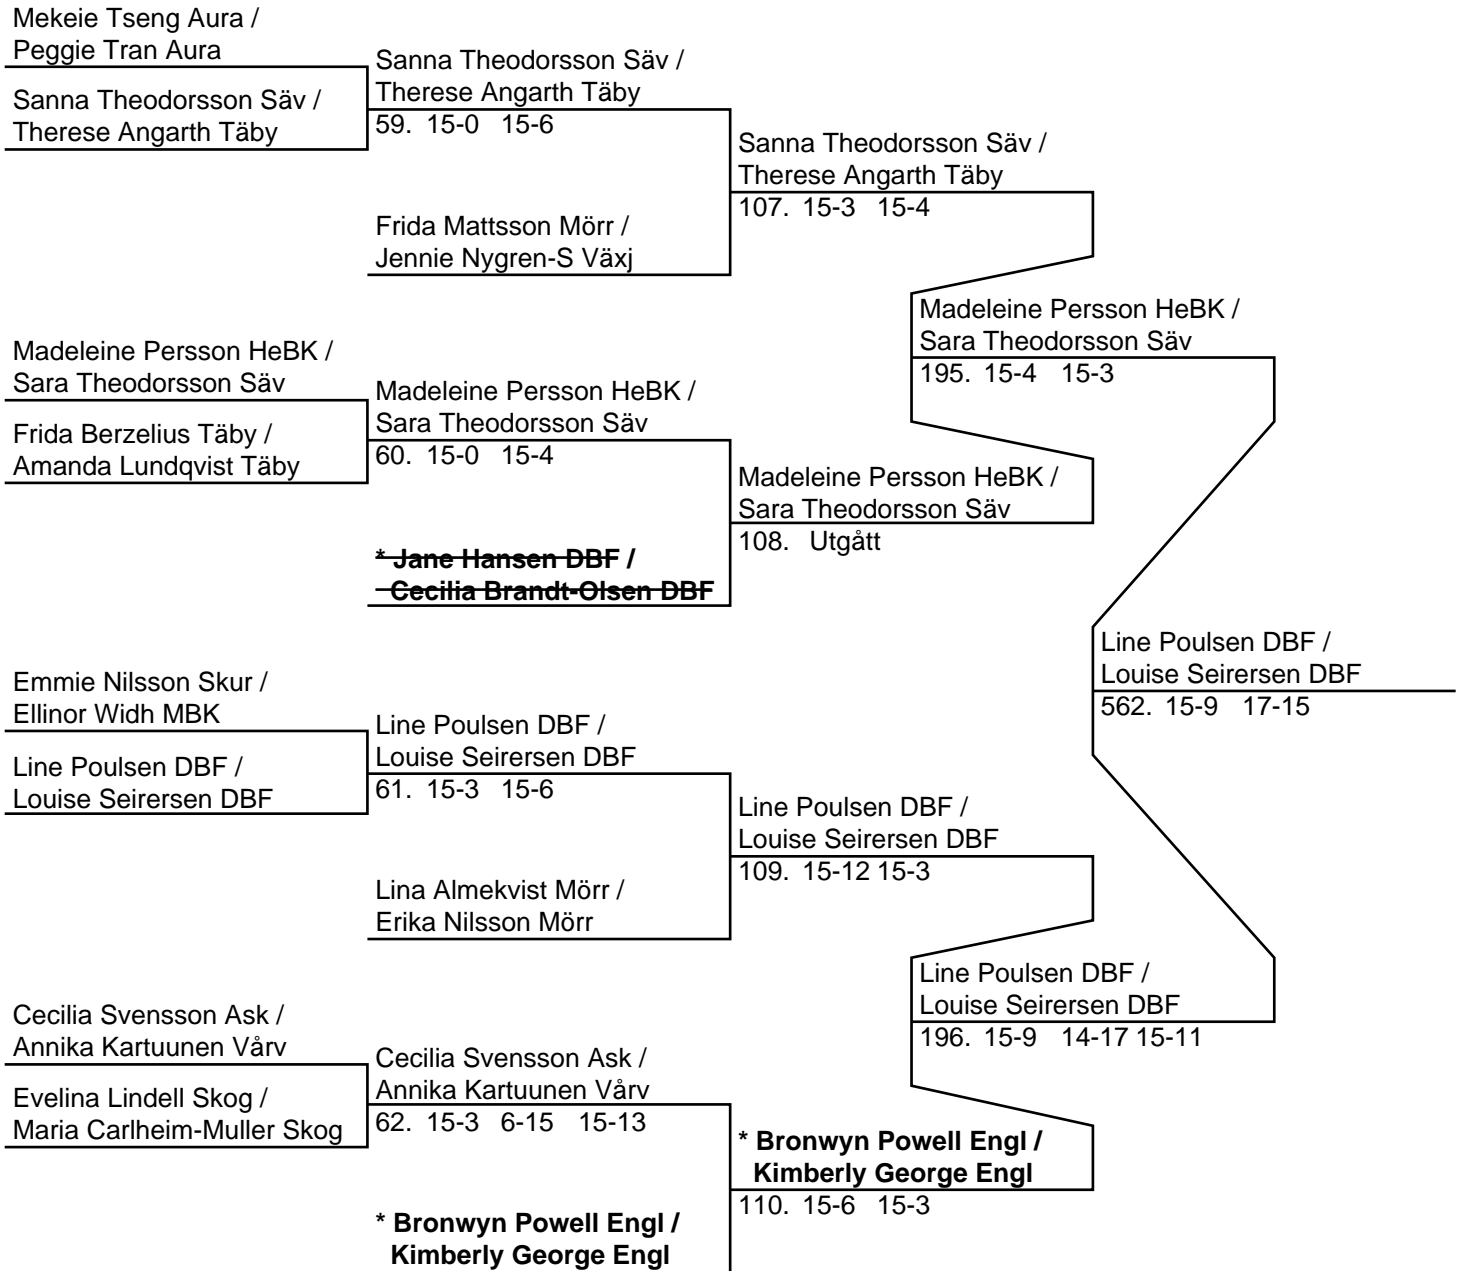 Mekeie Tseng Aura /
Peggie Tran Aura
Sanna Theodorsson Säv /
Therese Angarth Täby
Sanna Theodorsson Säv /
Therese Angarth Täby
59. 15-0 15-6
Frida Mattsson Mörr /
Jennie Nygren-S Växj
Sanna Theodorsson Säv /
Therese Angarth Täby
107. 15-3 15-4
Madeleine Persson HeBK /
Sara Theodorsson Säv
Frida Berzelius Täby /
Amanda Lundqvist Täby
Madeleine Persson HeBK /
Sara Theodorsson Säv
60. 15-0 15-4
* Jane Hansen DBF /
Cecilia Brandt-Olsen DBF
Madeleine Persson HeBK /
Sara Theodorsson Säv
108. Utgått
Madeleine Persson HeBK /
Sara Theodorsson Säv
195. 15-4 15-3
Emmie Nilsson Skur /
Ellinor Widh MBK
Line Poulsen DBF /
Louise Seirersen DBF
Line Poulsen DBF /
Louise Seirersen DBF
61. 15-3 15-6
Lina Almekvist Mörr /
Erika Nilsson Mörr
Line Poulsen DBF /
Louise Seirersen DBF
109. 15-12 15-3
Cecilia Svensson Ask /
Annika Kartuunen Vårv
Evelina Lindell Skog /
Maria Carlheim-Muller Skog
Cecilia Svensson Ask /
Annika Kartuunen Vårv
62. 15-3 6-15 15-13
* Bronwyn Powell Engl /
Kimberly George Engl
* Bronwyn Powell Engl /
Kimberly George Engl
110. 15-6 15-3
Line Poulsen DBF /
Louise Seirersen DBF
196. 15-9 14-17 15-11
Line Poulsen DBF /
Louise Seirersen DBF
562. 15-9 17-15